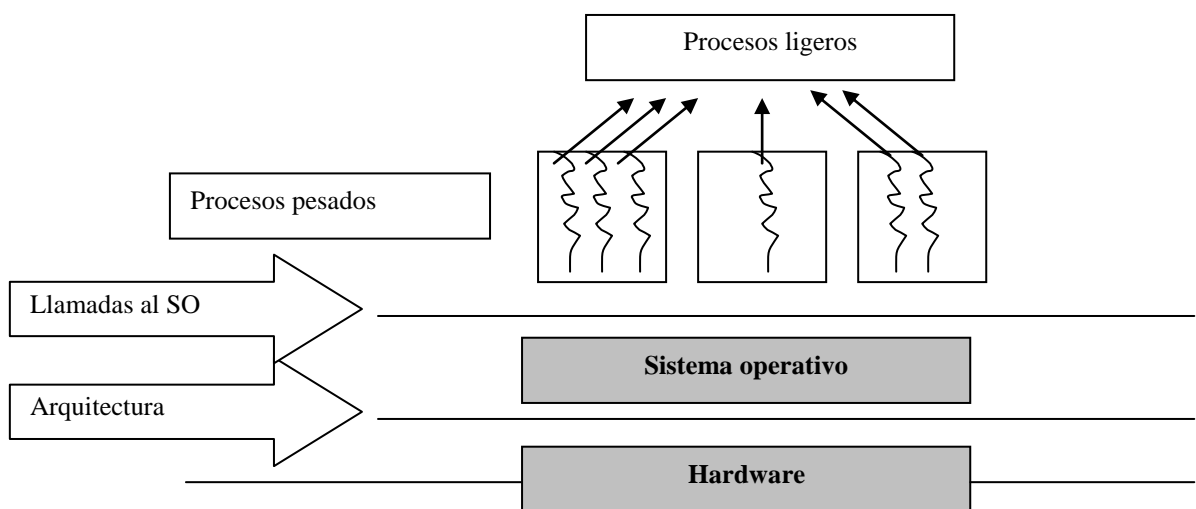 Procesos ligeros
Procesos pesados
Llamadas al SO
Sistema operativo
Arquitectura
Hardware